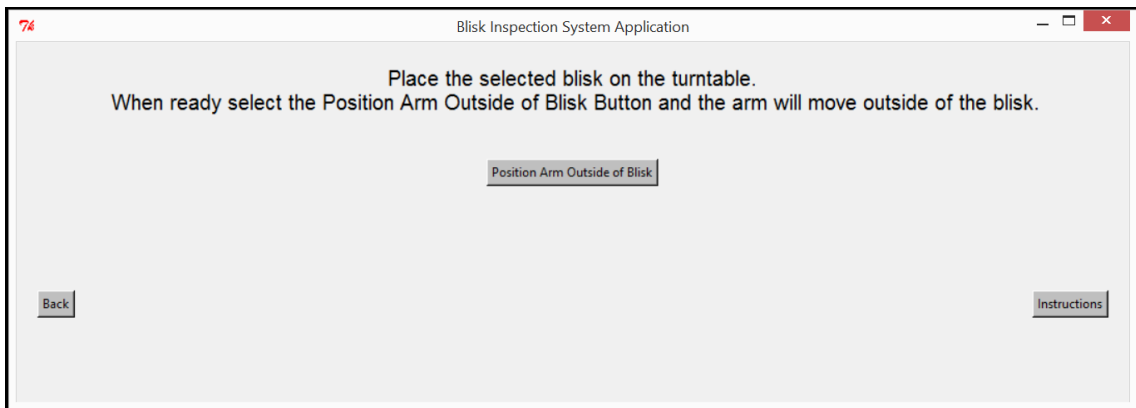 Blisk Inspection System Application
Place the selected blisk on the turntable.
When ready select the Position Arm Outside of Blisk Button and the arm will move outside of the blisk.
Position Arm Outside of Blisk
Back
Instructions